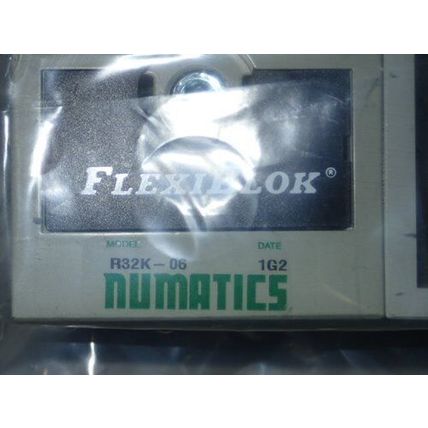 FLEXIBLOK®
MODEL DATE
R32K-06 1G2
numatics